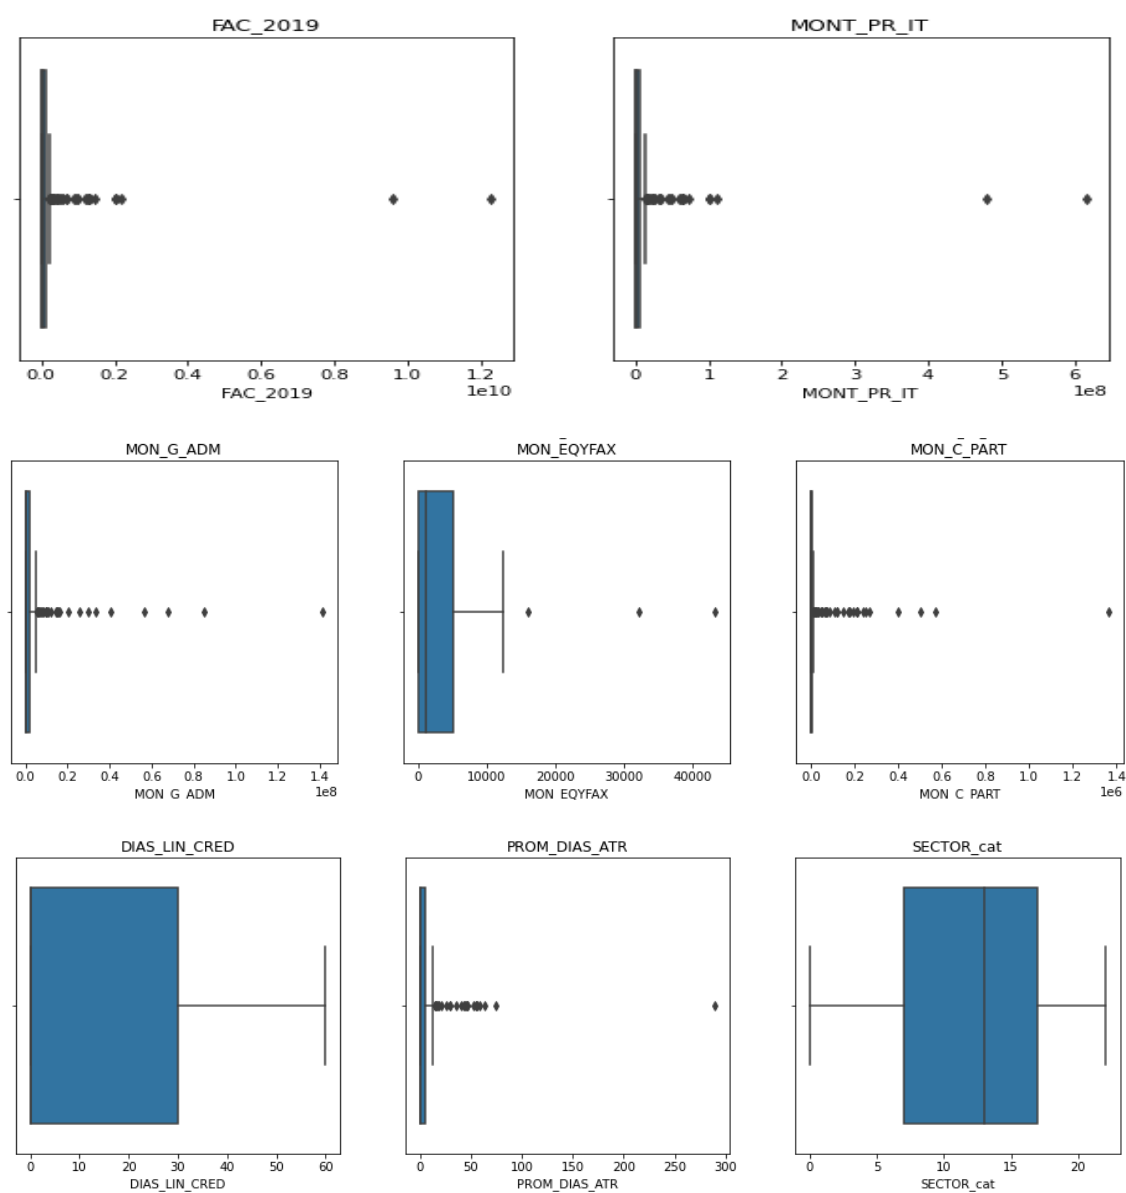 FAC_2019
MONT_PR_IT
0.0 0.2 0.4 0.6 0.8 1.0 1.2
1e10
FAC_2019
0 1 2 3 4 5 6
1e8
MONT_PR_IT
MON_G_ADM
MON_EQYFAX
MON_C_PART
0.0 0.2 0.4 0.6 0.8 1.0 1.2 1.4
1e8
MON_G_ADM
0 10000 20000 30000 40000
MON_EQYFAX
0.0 0.2 0.4 0.6 0.8 1.0 1.2 1.4
1e6
MON_C_PART
DIAS_LIN_CRED
PROM_DIAS_ATR
SECTOR_cat
0 10 20 30 40 50 60
DIAS_LIN_CRED
0 50 100 150 200 250 300
PROM_DIAS_ATR
0 5 10 15 20
SECTOR_cat